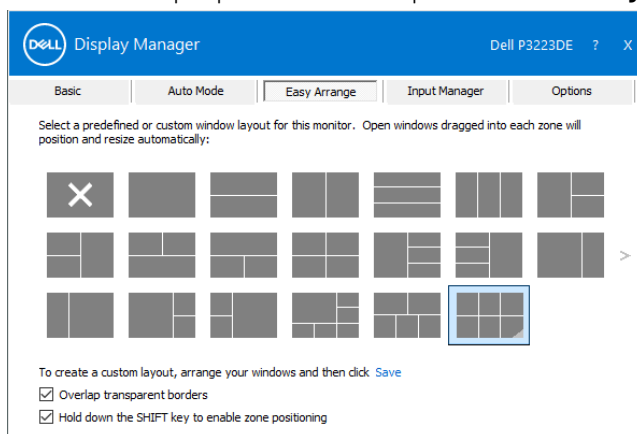 DELL Display Manager Dell P3223DE ? X
Basic Auto Mode Easy Arrange Input Manager Options
Select a predefined or custom window layout for this monitor. Open windows dragged into each zone will
position and resize automatically:
>
To create a custom layout, arrange your windows and then click Save
Overlap transparent borders
Hold down the SHIFT key to enable zone positioning